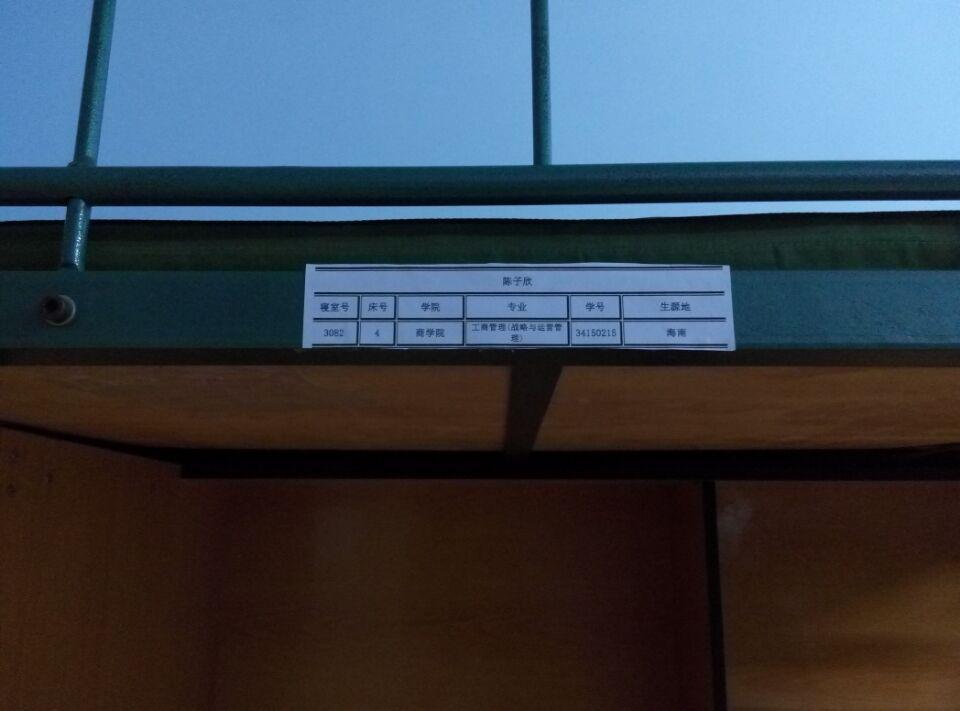 陈子欣
寝室号 床号 学院 专业 学号 生源地
3082 4 商学院 工商管理(战略与运营管理) 34150215 海南